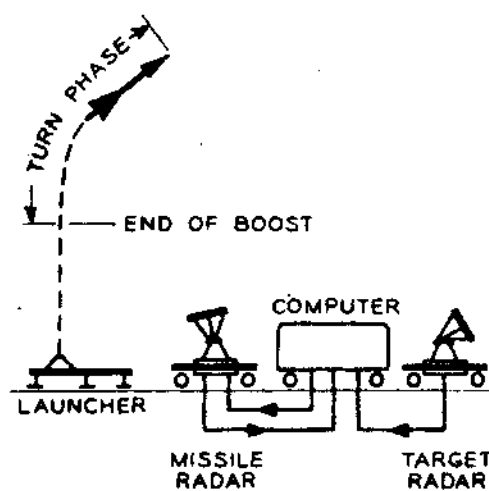 TURN PHASE
END OF BOOST
COMPUTER
LAUNCHER
MISSILE
RADAR
TARGET
RADAR